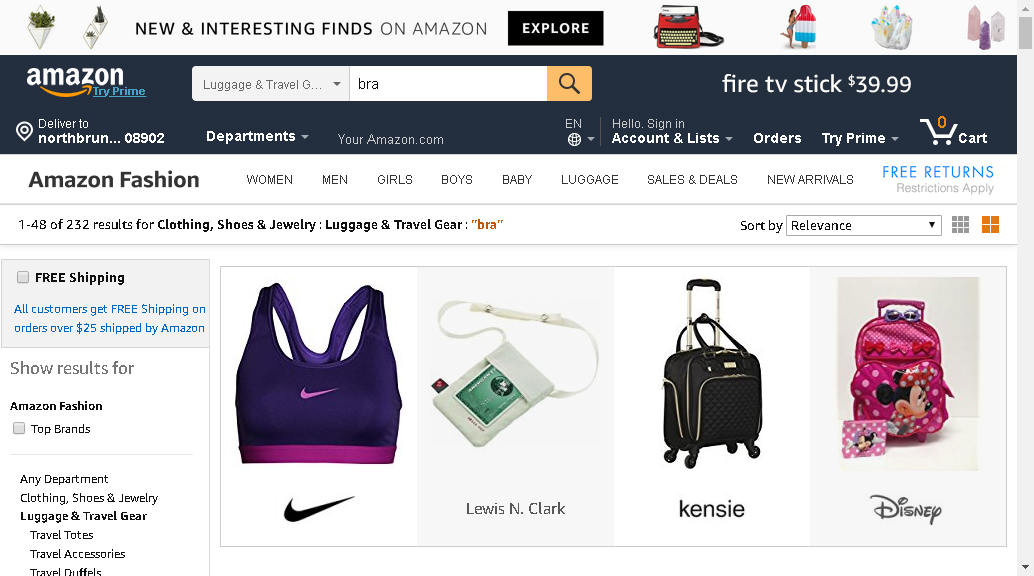 NEW & INTERESTING FINDS ON AMAZON EXPLORE
amazon
Try Prime
Luggage & Travel G... bra
fire tv stick $39.99
Deliver to
northbrun... 08902
Departments
Your Amazon.com
EN
Hello. Sign in
Account & Lists
Orders
Try Prime
0
Cart
Amazon Fashion
WOMEN MEN GIRLS BOYS BABY LUGGAGE SALES & DEALS NEW ARRIVALS
FREE RETURNS
Restrictions Apply
1-48 of 232 results for Clothing, Shoes & Jewelry : Luggage & Travel Gear : "bra"
Sort by Relevance
FREE Shipping
All customers get FREE Shipping on
orders over $25 shipped by Amazon
Show results for
Amazon Fashion
Top Brands
Any Department
Clothing, Shoes & Jewelry
Luggage & Travel Gear
Travel Totes
Travel Accessories
Travel Duffels
Lewis N. Clark
kensie
Disney